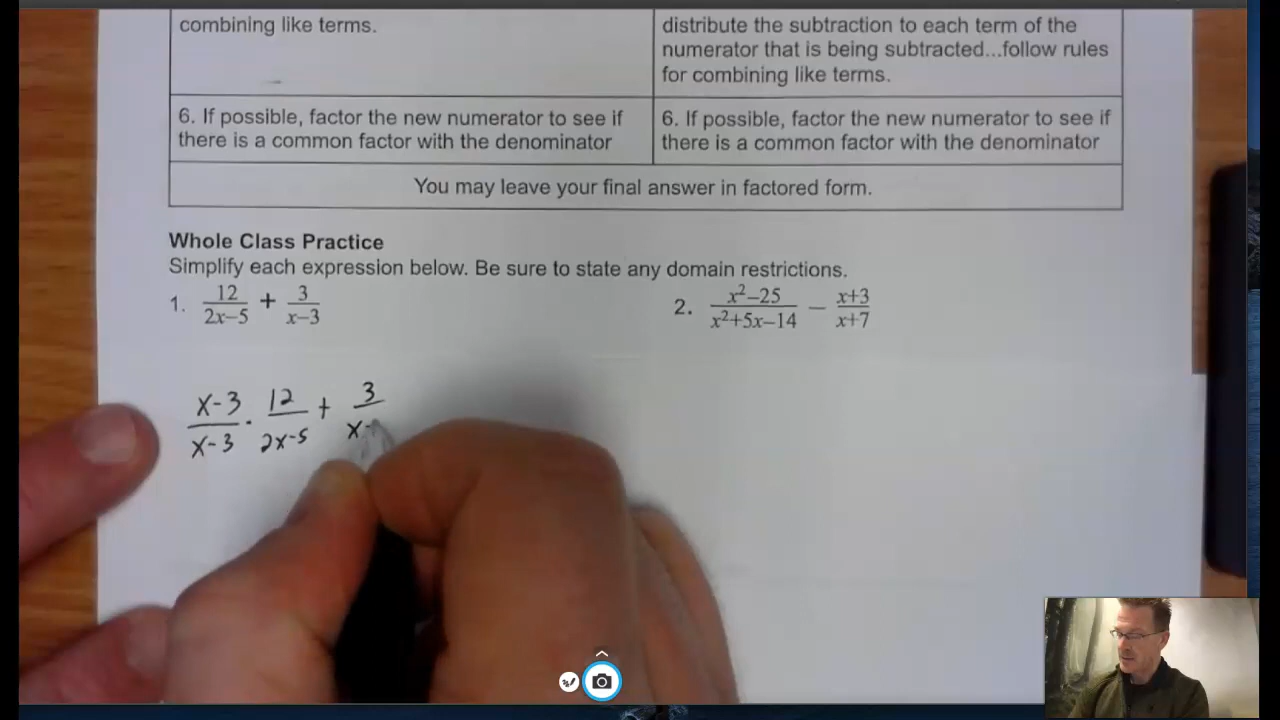 combining like terms.
distribute the subtraction to each term of the
numerator that is being subtracted...follow rules
for combining like terms.
6. If possible, factor the new numerator to see if
there is a common factor with the denominator
6. If possible, factor the new numerator to see if
there is a common factor with the denominator
You may leave your final answer in factored form.
Whole Class Practice
Simplify each expression below. Be sure to state any domain restrictions.
1. 12/(2x–5) + 3/(x–3)
2. (x²–25)/(x²+5x–14) – (x+3)/(x+7)
x-3 12 + 3
x-3 · 2x-5 x-